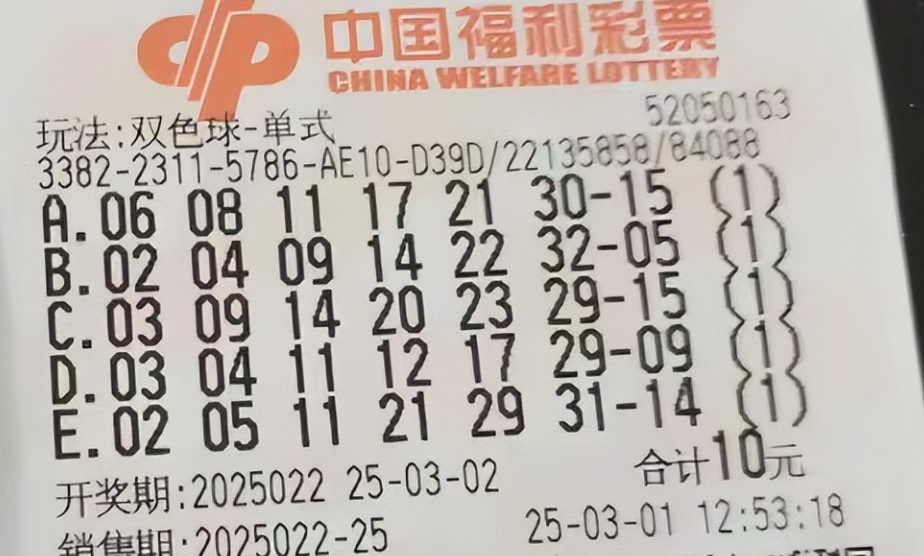 中国福利彩票
CHINA WELFARE LOTTERY
52050163
玩法:双色球-单式
3382-2311-5786-AE10-D39D/22135858/84088
A.06 08 11 17 21 30-15 (1)
B.02 04 09 14 22 32-05 (1)
C.03 09 14 20 23 29-15 (1)
D.03 04 11 12 17 29-09 (1)
E.02 05 11 21 29 31-14 (1)
合计10元
开奖期:2025022 25-03-02
销售期:2025022-25 25-03-01 12:53:18